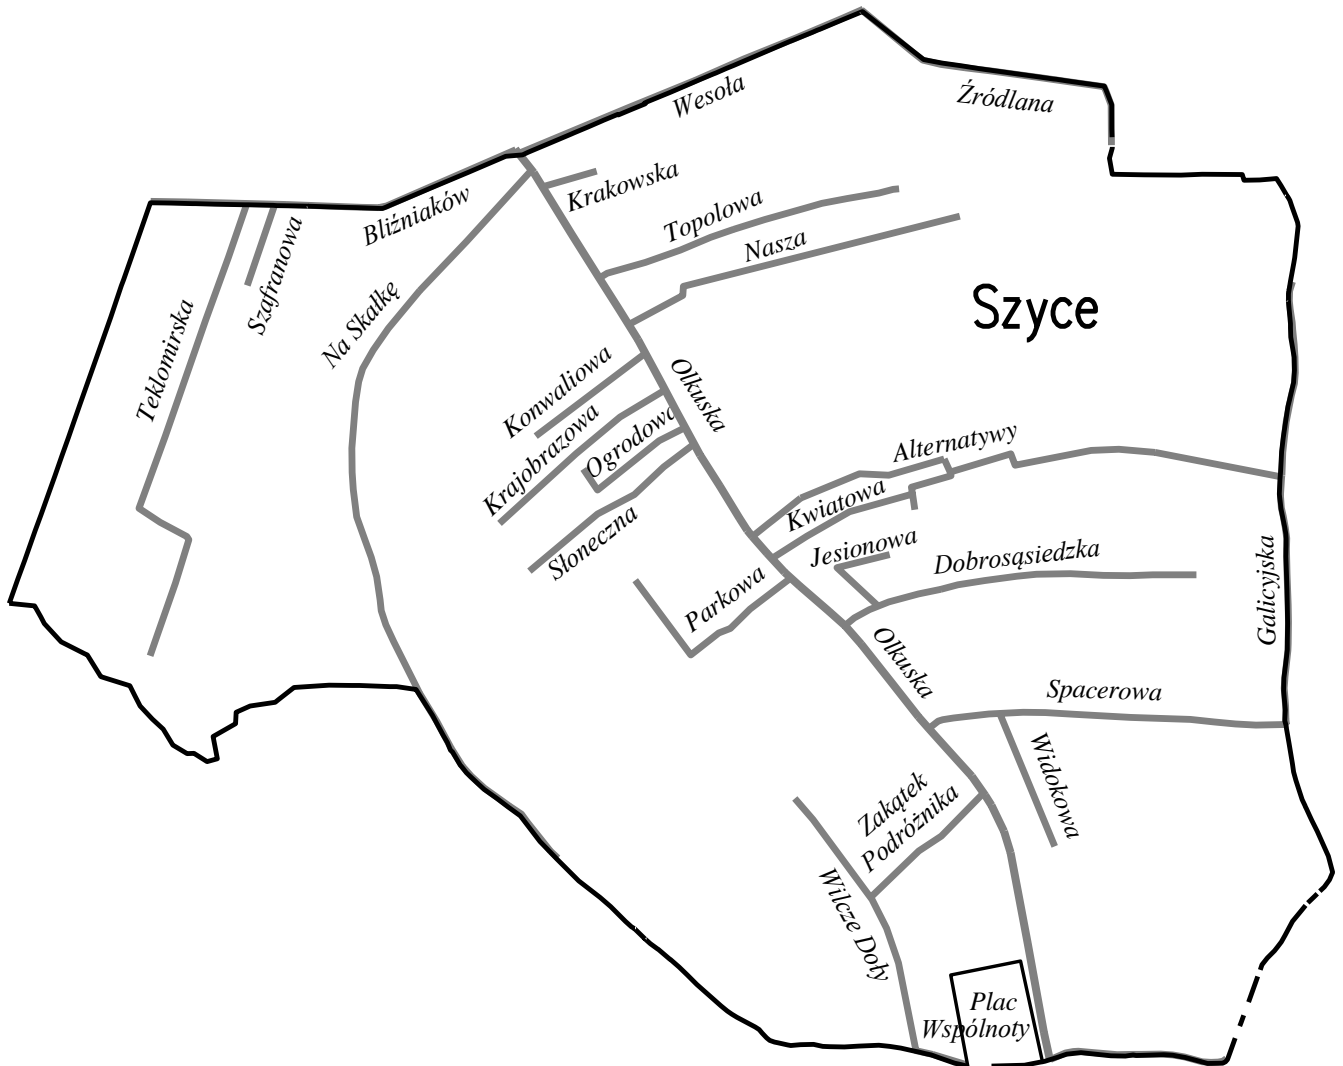 Wesoła
Źródlana
Krakowska
Bliźniaków
Topolowa
Nasza
Szafranowa
Teklomirska
Na Skałkę
Szyce
Konwaliowa
Olkuska
Krajobrazowa
Ogrodowa
Słoneczna
Alternatywy
Kwiatowa
Jesionowa
Dobrosąsiedzka
Galicyjska
Parkowa
Olkuska
Spacerowa
Widokowa
Zakątek
Podróżnika
Wilcze Doły
Plac
Wspólnoty